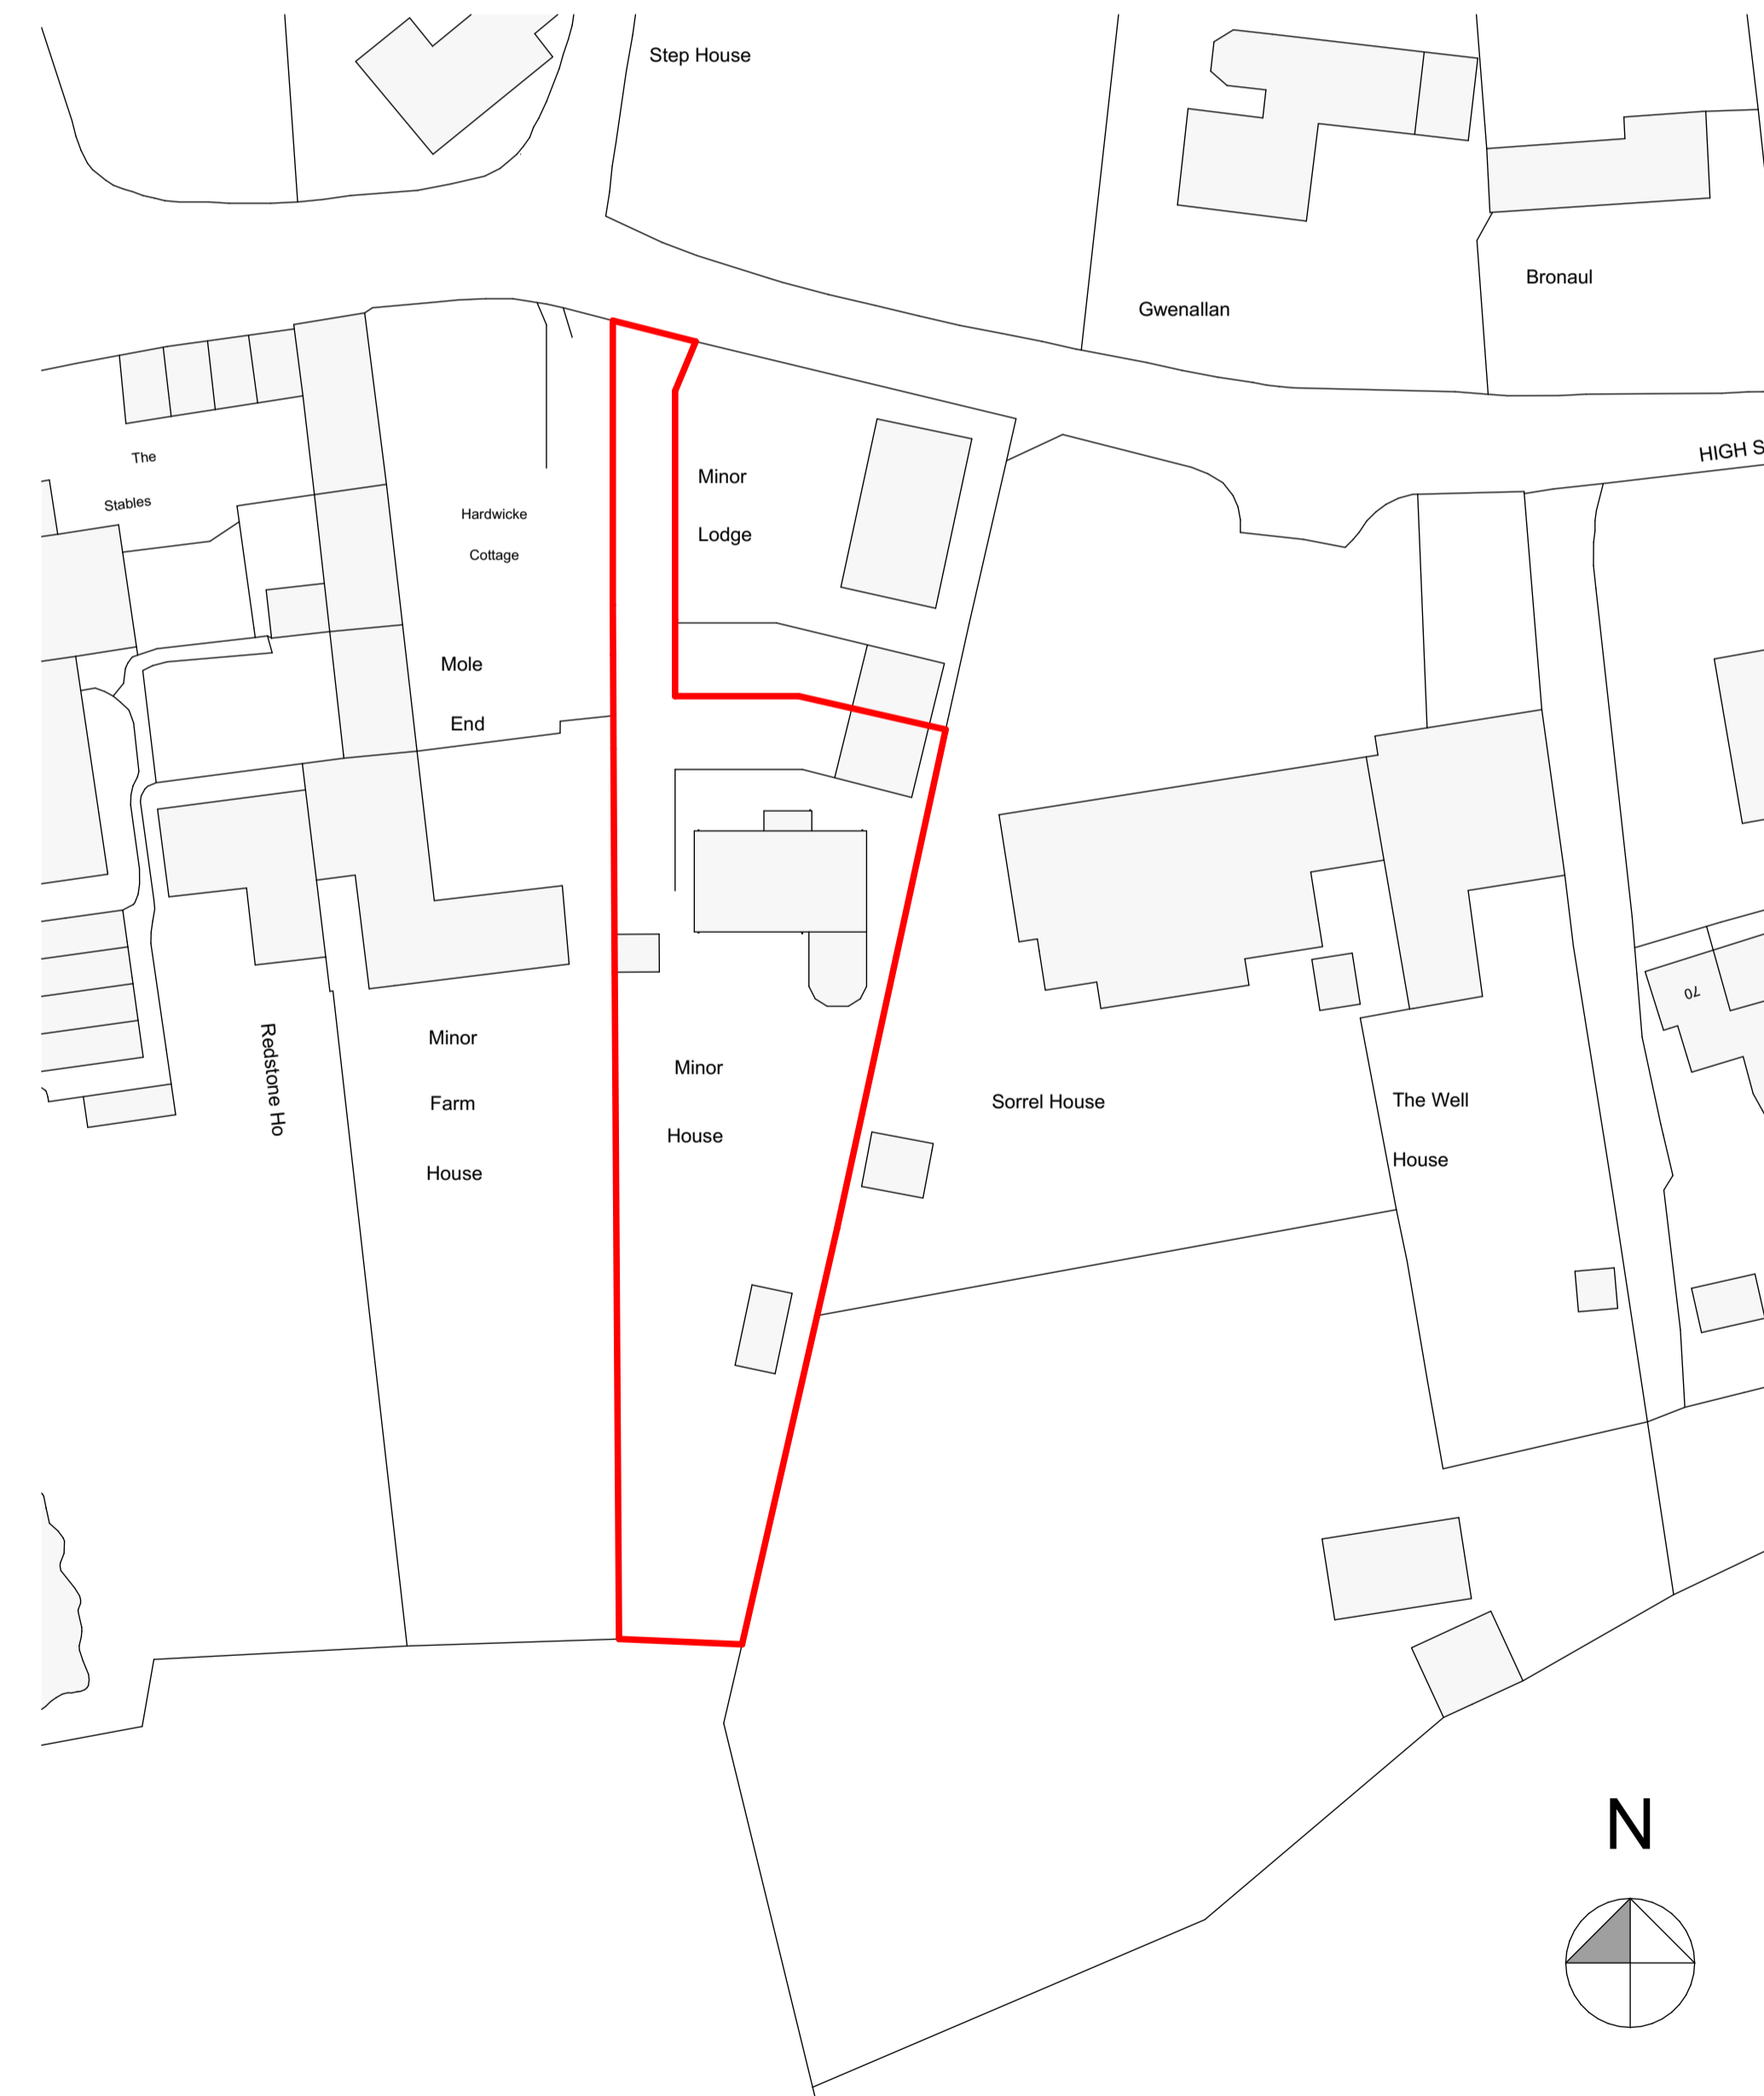 Step House
Bronaul
Gwenallan
HIGH S
The
Stables
Minor
Lodge
Hardwicke
Cottage
Mole
End
70
Redstone Ho
Minor
Farm
House
Minor
House
Sorrel House
The Well
House
N